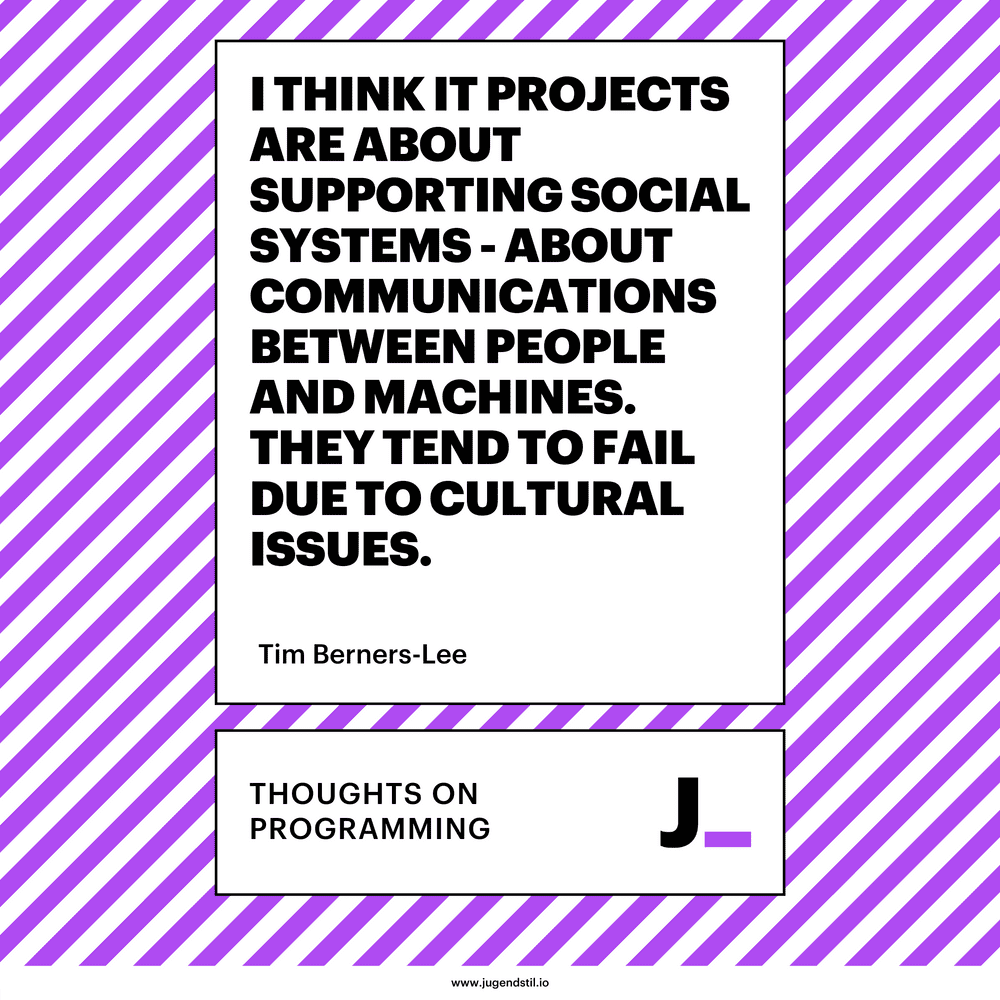 I THINK IT PROJECTS
ARE ABOUT
SUPPORTING SOCIAL
SYSTEMS - ABOUT
COMMUNICATIONS
BETWEEN PEOPLE
AND MACHINES.
THEY TEND TO FAIL
DUE TO CULTURAL
ISSUES.
Tim Berners-Lee
THOUGHTS ON
PROGRAMMING
J_
www.jugendstil.io